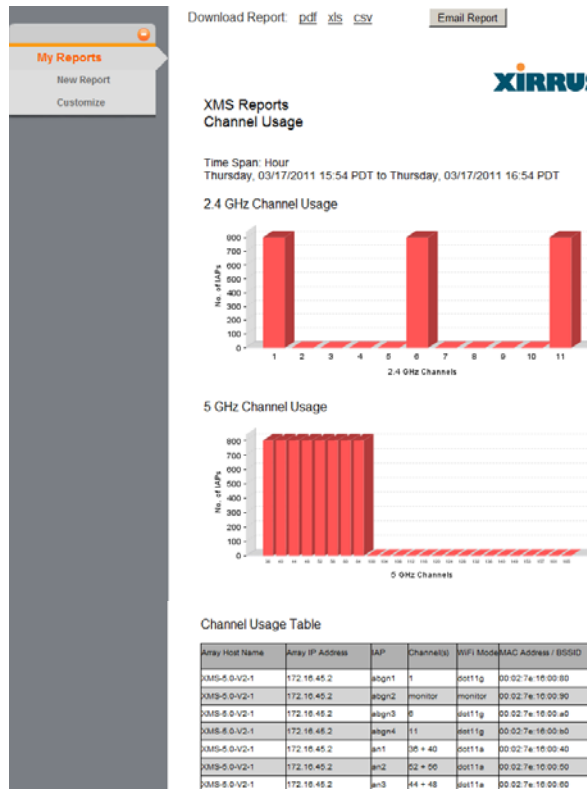 Download Report: pdf xls csv
Email Report
My Reports
New Report
Customize
XIRRUS
XMS Reports
Channel Usage
Time Span: Hour
Thursday, 03/17/2011 15:54 PDT to Thursday, 03/17/2011 16:54 PDT
2.4 GHz Channel Usage
No. of IAPs
800
700
600
500
400
300
200
100
0
1 2 3 4 5 6 7 8 9 10 11
2.4 GHz Channels
5 GHz Channel Usage
No. of IAPs
800
700
600
500
400
300
200
100
0
5 GHz Channels
Channel Usage Table
Array Host Name Array IP Address IAP Channel(s) WiFi Mode MAC Address / BSSID
XMS-5.0-V2-1 172.16.45.2 abgn1 1 dot11g 00:02:7e:16:00:80
XMS-5.0-V2-1 172.16.45.2 abgn2 monitor monitor 00:02:7e:16:00:90
XMS-5.0-V2-1 172.16.45.2 abgn3 6 dot11g 00:02:7e:16:00:a0
XMS-5.0-V2-1 172.16.45.2 abgn4 11 dot11g 00:02:7e:16:00:b0
XMS-5.0-V2-1 172.16.45.2 an1 36 + 40 dot11a 00:02:7e:16:00:40
XMS-5.0-V2-1 172.16.45.2 an2 52 + 56 dot11a 00:02:7e:16:00:50
XMS-5.0-V2-1 172.16.45.2 an3 44 + 48 dot11a 00:02:7e:16:00:60